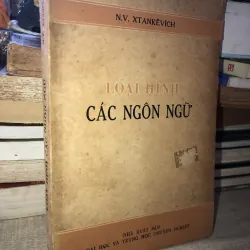 N.V. XTANKÊVICH
LOẠI HÌNH
CÁC NGÔN NGỮ
NHÀ XUẤT BẢN
ĐẠI HỌC VÀ TRUNG HỌC CHUYÊN NGHIỆP